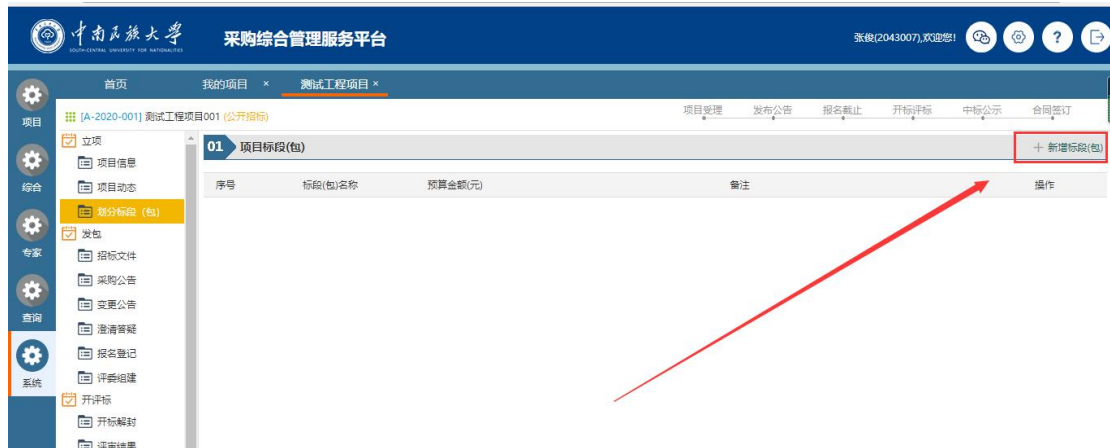 中南民族大学 采购综合管理服务平台 张俊(2043007),欢迎您! ?
SOUTH-CENTRAL UNIVERSITY FOR NATIONALITIES
首页 我的项目 × 测试工程项目 ×
[A-2020-001] 测试工程项目001 (公开招标) 项目受理 发布公告 报名截止 开标评标 中标公示 合同签订
项目
综合
专家
查询
系统
立项
项目信息
项目动态
划分标段（包）
发包
招标文件
采购公告
变更公告
澄清答疑
报名登记
评委组建
开评标
开标解封
评审结果
01 项目标段(包) + 新增标段(包)
序号 标段(包)名称 预算金额(元) 备注 操作